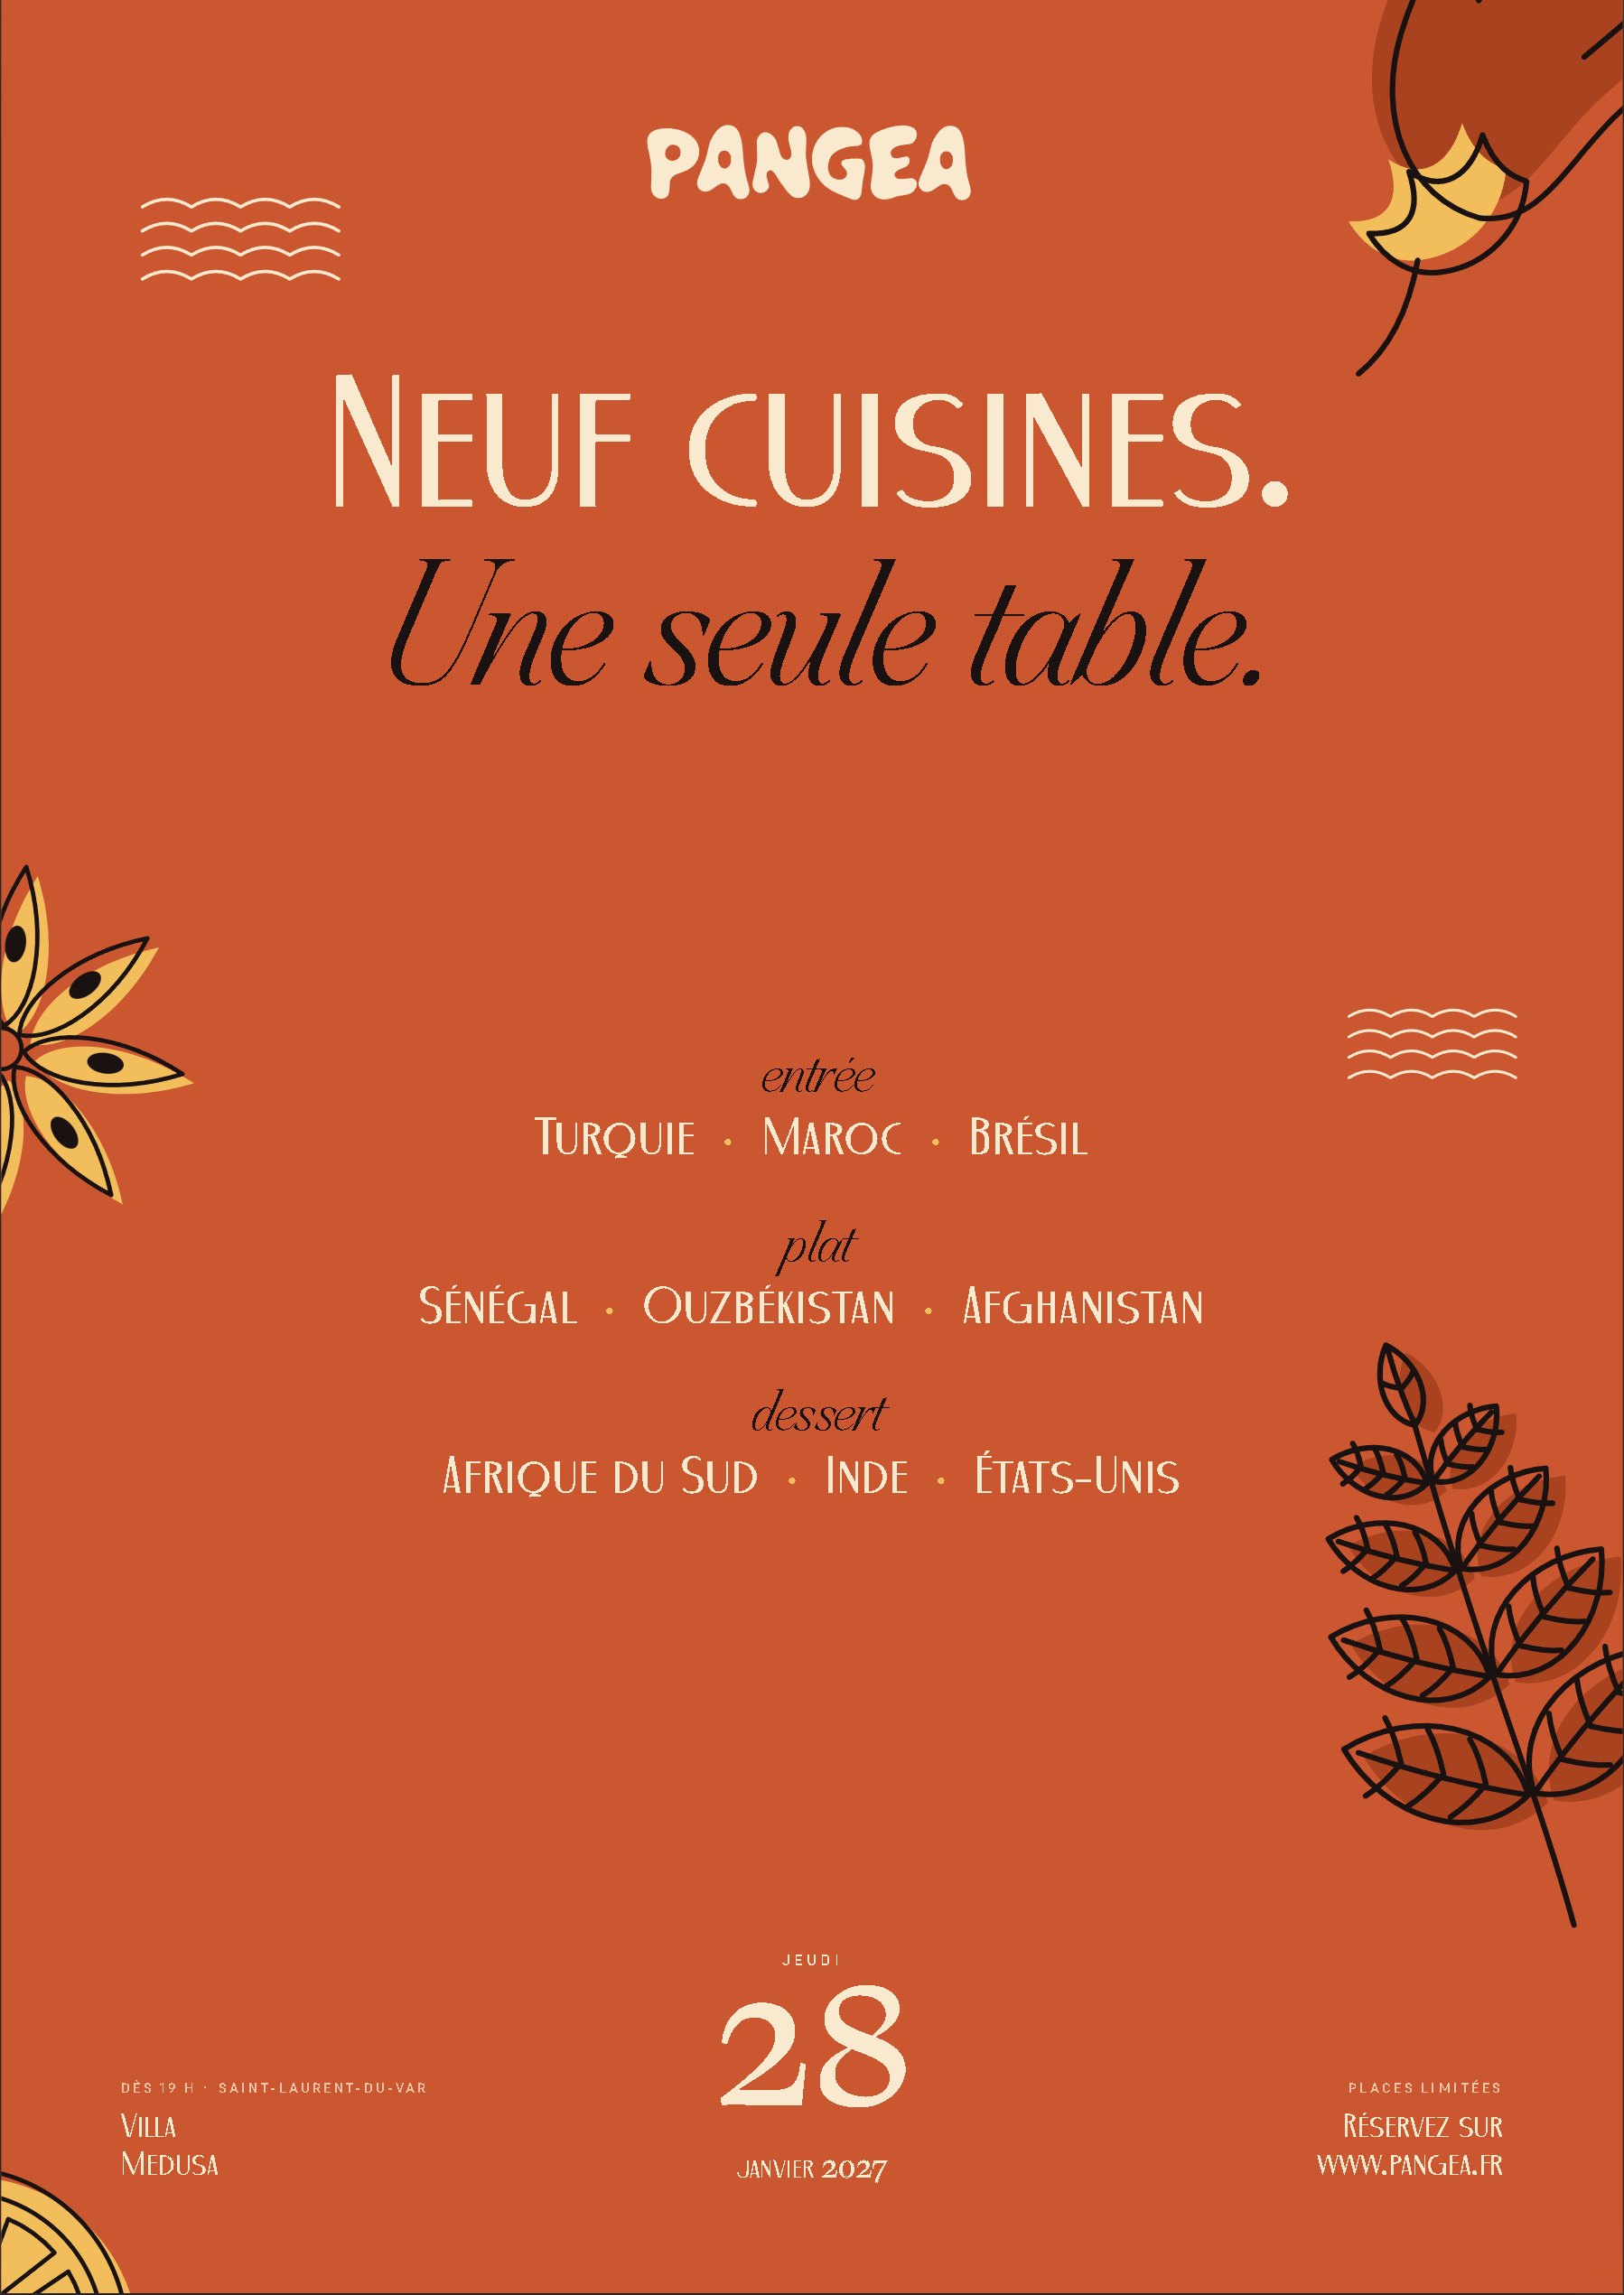 PANGEA
NEUF CUISINES.
Une seule table.
entrée
TURQUIE · MAROC · BRÉSIL
plat
SÉNÉGAL · OUZBÉKISTAN · AFGHANISTAN
dessert
AFRIQUE DU SUD · INDE · ÉTATS-UNIS
JEUDI
28
JANVIER 2027
DÈS 19 H · SAINT-LAURENT-DU-VAR
VILLA
MEDUSA
PLACES LIMITÉES
RÉSERVEZ SUR
WWW.PANGEA.FR